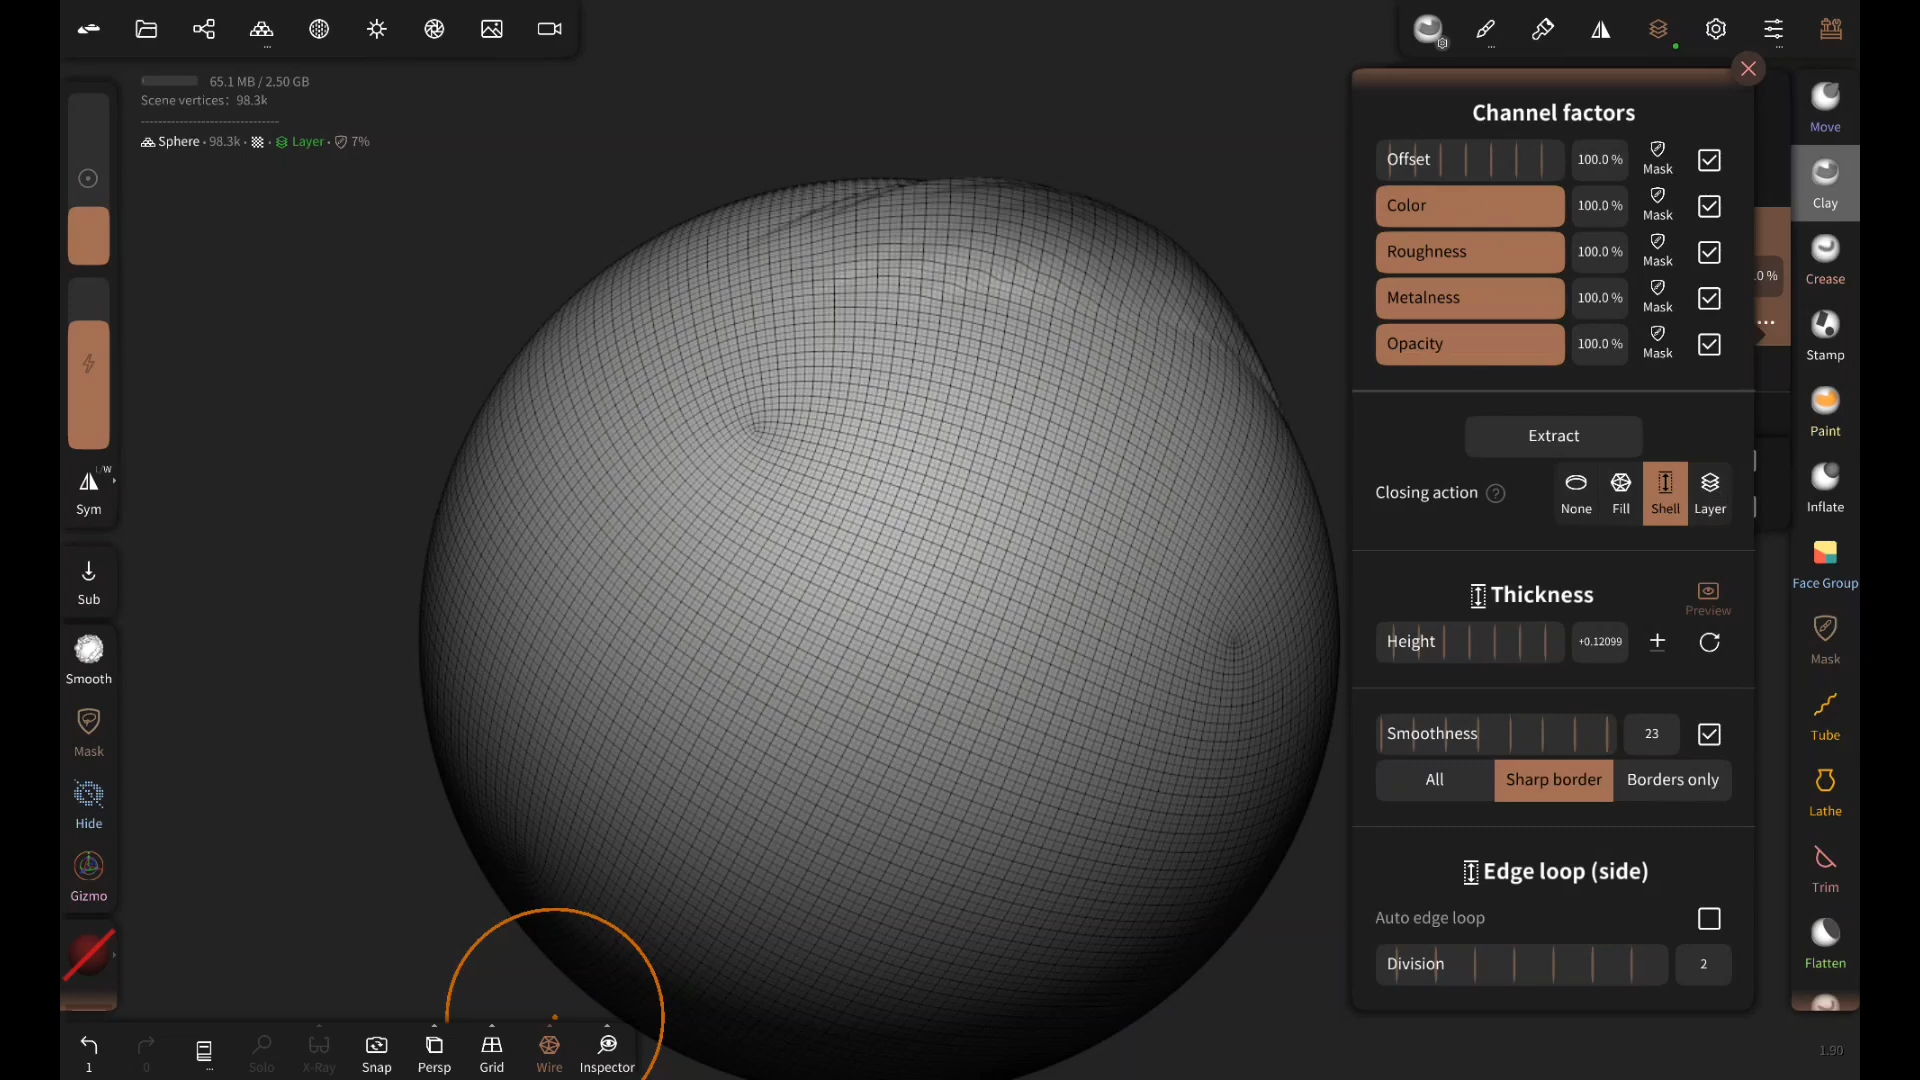 65.1 MB / 2.50 GB
Scene vertices: 98.3k
--------------------------------
Sphere • 98.3k • • Layer • 7%
L/W
Sym
Sub
Smooth
Mask
Hide
Gizmo
1
0
...
Solo
X-Ray
Snap
Persp
Grid
Wire
Inspector
Channel factors
Offset 100.0 % Mask
Color 100.0 % Mask
Roughness 100.0 % Mask
Metalness 100.0 % Mask
Opacity 100.0 % Mask
Extract
Closing action ? None Fill Shell Layer
Thickness
Preview
Height +0.12099
Smoothness 23
All Sharp border Borders only
Edge loop (side)
Auto edge loop
Division 2
.0 %
...
Move
Clay
Crease
Stamp
Paint
Inflate
Face Group
Mask
Tube
Lathe
Trim
Flatten
1.90